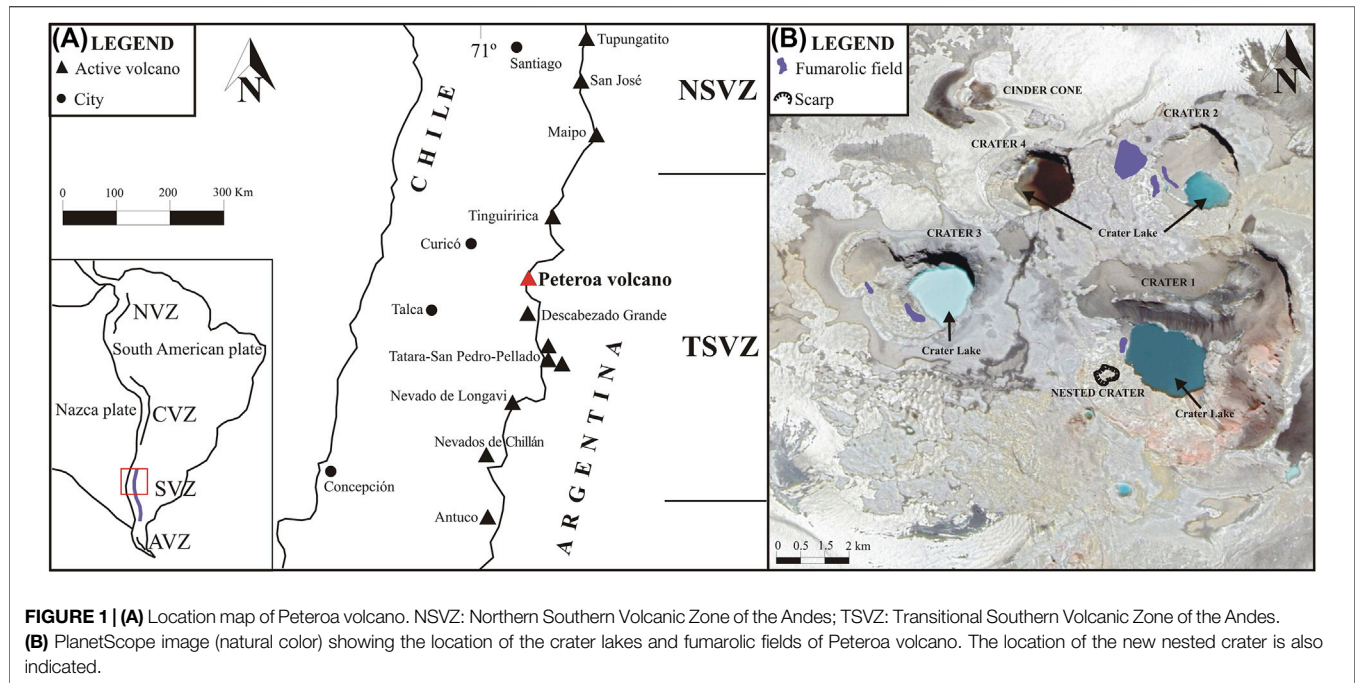 (A) LEGEND
Active volcano
City
N
0 100 200 300 Km
71º
Santiago
Tupungatito
San José
Maipo
NSVZ
CHILE
Tinguiririca
Curicó
Peteroa volcano
Talca
Descabezado Grande
Tatara-San Pedro-Pellado
TSVZ
Nevado de Longavi
Nevados de Chillán
Concepción
Antuco
ARGENTINA
NVZ
South American plate
Nazca plate
CVZ
SVZ
AVZ
(B) LEGEND
Fumarolic field
Scarp
N
CINDER CONE
CRATER 2
CRATER 4
Crater Lake
CRATER 3
CRATER 1
Crater Lake
NESTED CRATER
Crater Lake
0 0.5 1.5 2 km
FIGURE 1 | (A) Location map of Peteroa volcano. NSVZ: Northern Southern Volcanic Zone of the Andes; TSVZ: Transitional Southern Volcanic Zone of the Andes.
(B) PlanetScope image (natural color) showing the location of the crater lakes and fumarolic fields of Peteroa volcano. The location of the new nested crater is also
indicated.